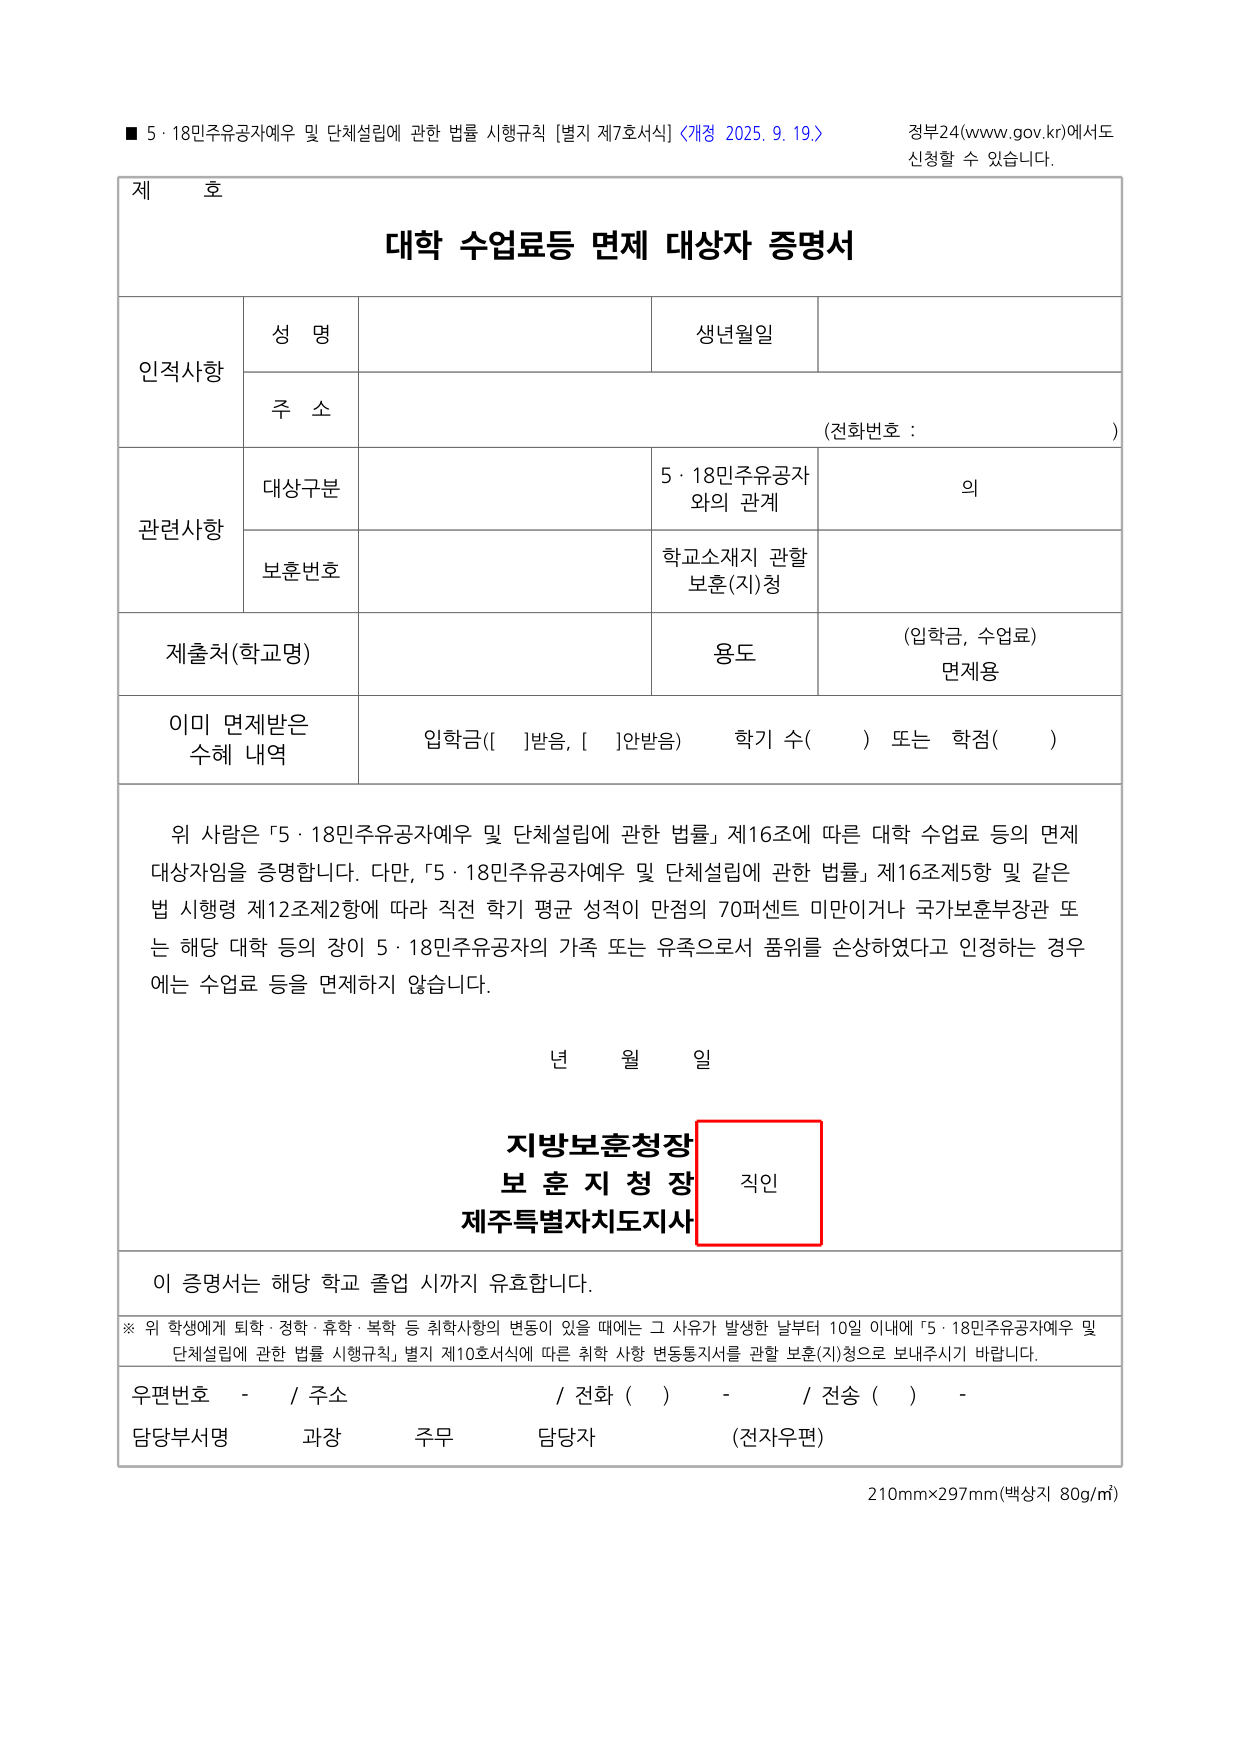 ■ 5ㆍ18민주유공자예우 및 단체설립에 관한 법률 시행규칙 [별지 제7호서식] <개정 2025. 9. 19.>
정부24(www.gov.kr)에서도
신청할 수 있습니다.
제 호
대학 수업료등 면제 대상자 증명서
인적사항
성 명
생년월일
주 소
(전화번호 : )
관련사항
대상구분
5ㆍ18민주유공자
와의 관계
의
보훈번호
학교소재지 관할
보훈(지)청
제출처(학교명)
용도
(입학금, 수업료)
면제용
이미 면제받은
수혜 내역
입학금([ ]받음, [ ]안받음) 학기 수( ) 또는 학점( )
위 사람은 「5ㆍ18민주유공자예우 및 단체설립에 관한 법률」 제16조에 따른 대학 수업료 등의 면제
대상자임을 증명합니다. 다만, 「5ㆍ18민주유공자예우 및 단체설립에 관한 법률」 제16조제5항 및 같은
법 시행령 제12조제2항에 따라 직전 학기 평균 성적이 만점의 70퍼센트 미만이거나 국가보훈부장관 또
는 해당 대학 등의 장이 5ㆍ18민주유공자의 가족 또는 유족으로서 품위를 손상하였다고 인정하는 경우
에는 수업료 등을 면제하지 않습니다.
년 월 일
지방보훈청장
보 훈 지 청 장
제주특별자치도지사
직인
이 증명서는 해당 학교 졸업 시까지 유효합니다.
※ 위 학생에게 퇴학ㆍ정학ㆍ휴학ㆍ복학 등 취학사항의 변동이 있을 때에는 그 사유가 발생한 날부터 10일 이내에 「5ㆍ18민주유공자예우 및
단체설립에 관한 법률 시행규칙」 별지 제10호서식에 따른 취학 사항 변동통지서를 관할 보훈(지)청으로 보내주시기 바랍니다.
우편번호 - / 주소 / 전화 ( ) - / 전송 ( ) -
담당부서명 과장 주무 담당자 (전자우편)
210mm×297mm(백상지 80g/㎡)